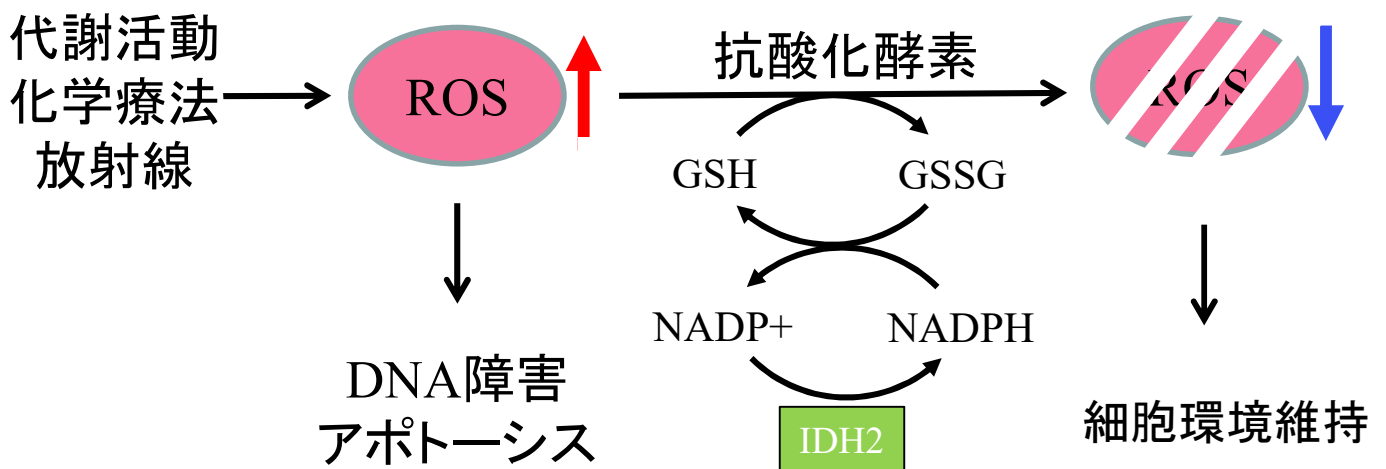 代謝活動
化学療法
放射線
ROS
抗酸化酵素
ROS
GSH
GSSG
NADP+
NADPH
DNA障害
アポトーシス
IDH2
細胞環境維持